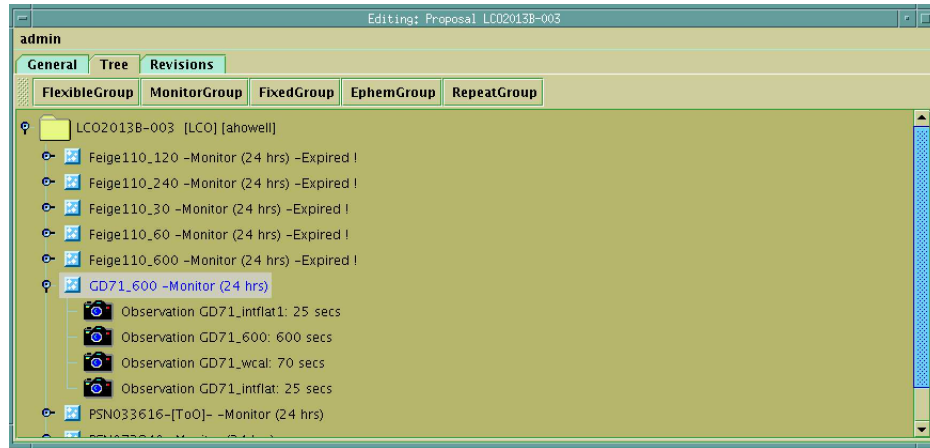 Editing: Proposal LCO2013B-003
admin
General Tree Revisions
FlexibleGroup MonitorGroup FixedGroup EphemGroup RepeatGroup
LCO2013B-003 [LCO] [ahowell]
Feige110_120 -Monitor (24 hrs) -Expired !
Feige110_240 -Monitor (24 hrs) -Expired !
Feige110_30 -Monitor (24 hrs) -Expired !
Feige110_60 -Monitor (24 hrs) -Expired !
Feige110_600 -Monitor (24 hrs) -Expired !
GD71_600 -Monitor (24 hrs)
Observation GD71_intflat1: 25 secs
Observation GD71_600: 600 secs
Observation GD71_wcal: 70 secs
Observation GD71_intflat: 25 secs
PSN033616-[ToO]- -Monitor (24 hrs)